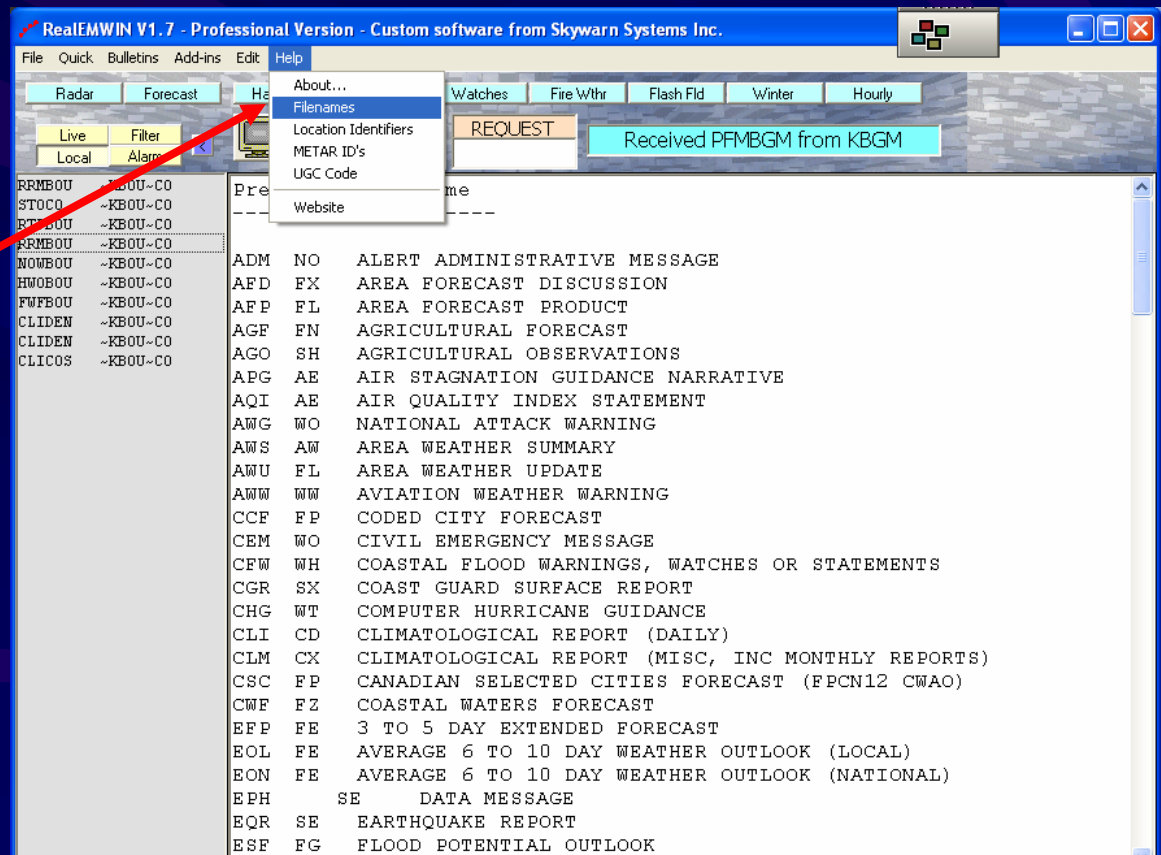 RealEMWIN V1.7 - Professional Version - Custom software from Skywarn Systems Inc.
File Quick Bulletins Add-ins Edit Help
About...
Filenames
Location Identifiers
METAR ID's
UGC Code
Website
Radar Forecast Ha Watches Fire Wthr Flash Fld Winter Hourly
Live Filter < REQUEST Received PFMBGM from KBGM
Local Alarm
RRMBOU ~KBOU~CO
STOCO ~KBOU~CO
~KBOU~CO
RRMBOU ~KBOU~CO
NOWBOU ~KBOU~CO
HWOBOU ~KBOU~CO
FWFBOU ~KBOU~CO
CLIDEN ~KBOU~CO
CLIDEN ~KBOU~CO
CLICOS ~KBOU~CO
Pre me
ADM NO ALERT ADMINISTRATIVE MESSAGE
AFD FX AREA FORECAST DISCUSSION
AFP FL AREA FORECAST PRODUCT
AGF FN AGRICULTURAL FORECAST
AGO SH AGRICULTURAL OBSERVATIONS
APG AE AIR STAGNATION GUIDANCE NARRATIVE
AQI AE AIR QUALITY INDEX STATEMENT
AWG WO NATIONAL ATTACK WARNING
AWS AW AREA WEATHER SUMMARY
AWU FL AREA WEATHER UPDATE
AWW WW AVIATION WEATHER WARNING
CCF FP CODED CITY FORECAST
CEM WO CIVIL EMERGENCY MESSAGE
CFW WH COASTAL FLOOD WARNINGS, WATCHES OR STATEMENTS
CGR SX COAST GUARD SURFACE REPORT
CHG WT COMPUTER HURRICANE GUIDANCE
CLI CD CLIMATOLOGICAL REPORT (DAILY)
CLM CX CLIMATOLOGICAL REPORT (MISC, INC MONTHLY REPORTS)
CSC FP CANADIAN SELECTED CITIES FORECAST (FPCN12 CWAO)
CWF FZ COASTAL WATERS FORECAST
EFP FE 3 TO 5 DAY EXTENDED FORECAST
EOL FE AVERAGE 6 TO 10 DAY WEATHER OUTLOOK (LOCAL)
EON FE AVERAGE 6 TO 10 DAY WEATHER OUTLOOK (NATIONAL)
EPH SE DATA MESSAGE
EQR SE EARTHQUAKE REPORT
ESF FG FLOOD POTENTIAL OUTLOOK